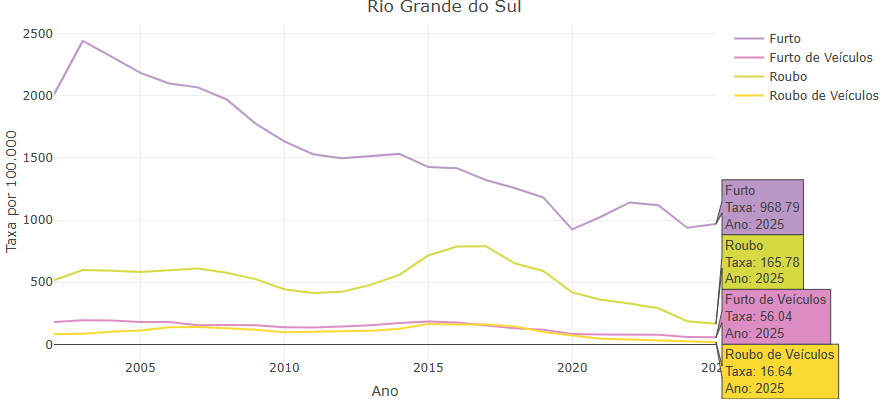 Rio Grande do Sul
2500
2000
1500
1000
500
0
Taxa por 100.000
2005
2010
2015
2020
202
Ano
Furto
Furto de Veículos
Roubo
Roubo de Veículos
Furto
Taxa: 968.79
Ano: 2025
Roubo
Taxa: 165.78
Ano: 2025
Furto de Veículos
Taxa: 56.04
Ano: 2025
Roubo de Veículos
Taxa: 16.64
Ano: 2025